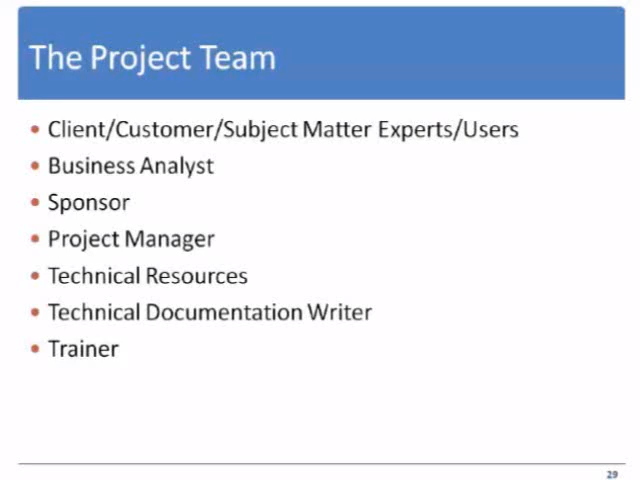 The Project Team
• Client/Customer/Subject Matter Experts/Users
• Business Analyst
• Sponsor
• Project Manager
• Technical Resources
• Technical Documentation Writer
• Trainer
29